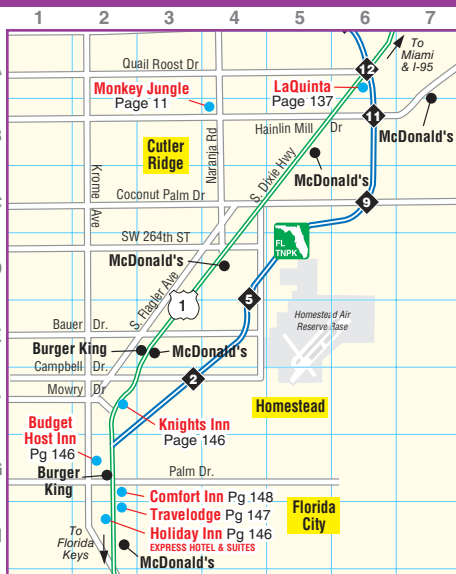 1 2 3 4 5 6 7
To
Miami
& I-95
12
Quail Roost Dr
Monkey Jungle
Page 11
LaQuinta
Page 137
11
Hainlin Mill Dr
McDonald's
Cutler
Ridge
Naranja Rd
S. Dixie Hwy
McDonald's
Krome
Ave
Coconut Palm Dr
9
SW 264th ST
FL
TNPK
McDonald's
S. Flagler Ave
1
5
Homestead Air
Reserve Base
Bauer Dr.
Burger King
McDonald's
Campbell Dr.
2
Mowry Dr
Homestead
Budget
Host Inn
Pg 146
Knights Inn
Page 146
Burger
King
Palm Dr.
G
Comfort Inn Pg 148
Travelodge Pg 147
Holiday Inn Pg 146
EXPRESS HOTEL & SUITES
Florida
City
To
Florida
Keys
McDonald's